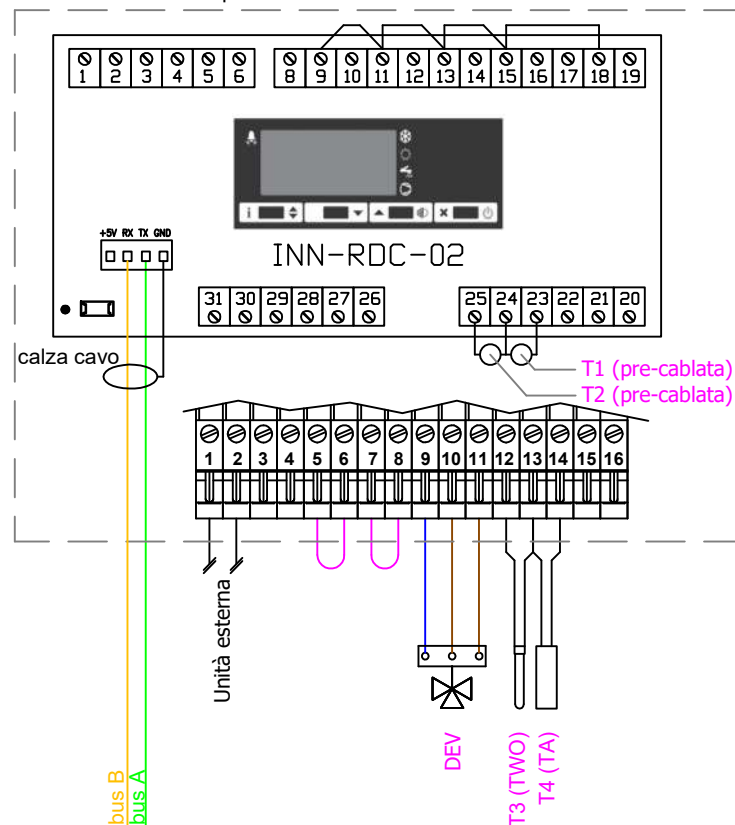 1 2 3 4 5 6 8 9 10 11 12 13 14 15 16 17 18 19
+5V RX TX GND
INN-RDC-02
31 30 29 28 27 26 25 24 23 22 21 20
calza cavo
T1 (pre-cablata)
T2 (pre-cablata)
1 2 3 4 5 6 7 8 9 10 11 12 13 14 15 16
Unità esterna
DEV
T3 (TWO)
T4 (TA)
bus B
bus A